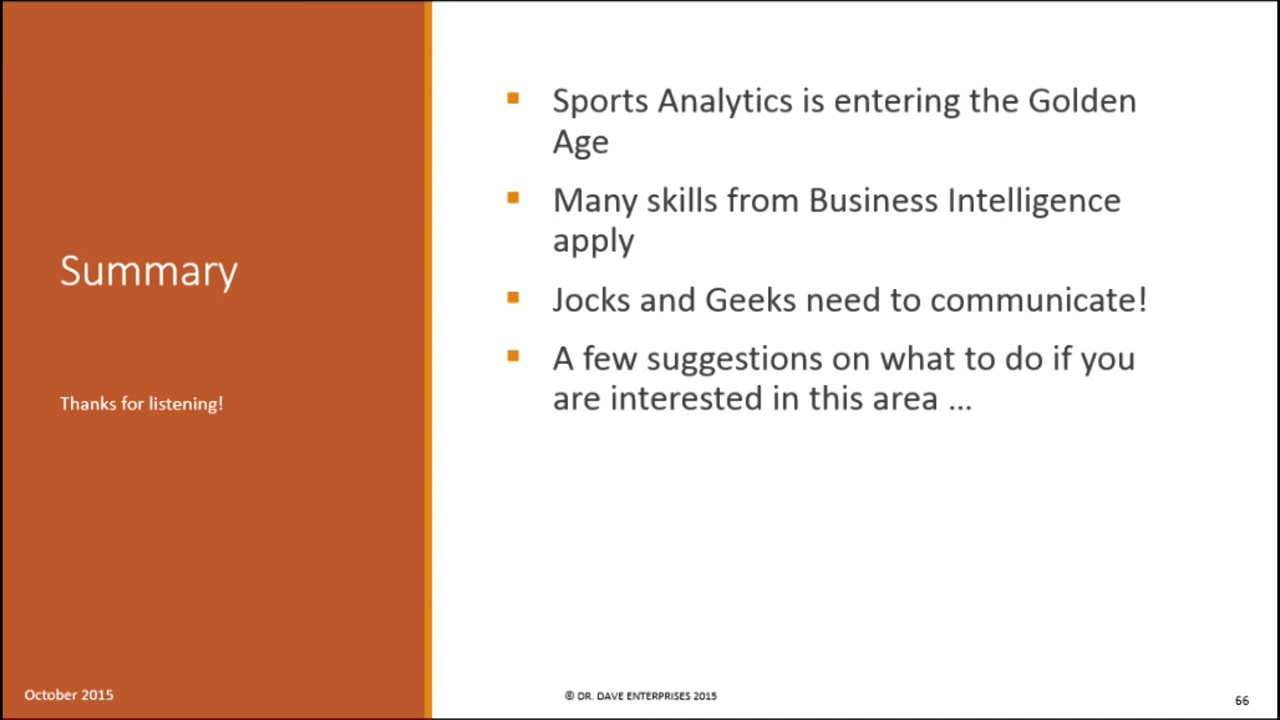 Summary
Thanks for listening!
October 2015
▪ Sports Analytics is entering the Golden
Age
▪ Many skills from Business Intelligence
apply
▪ Jocks and Geeks need to communicate!
▪ A few suggestions on what to do if you
are interested in this area ...
© DR. DAVE ENTERPRISES 2015
66